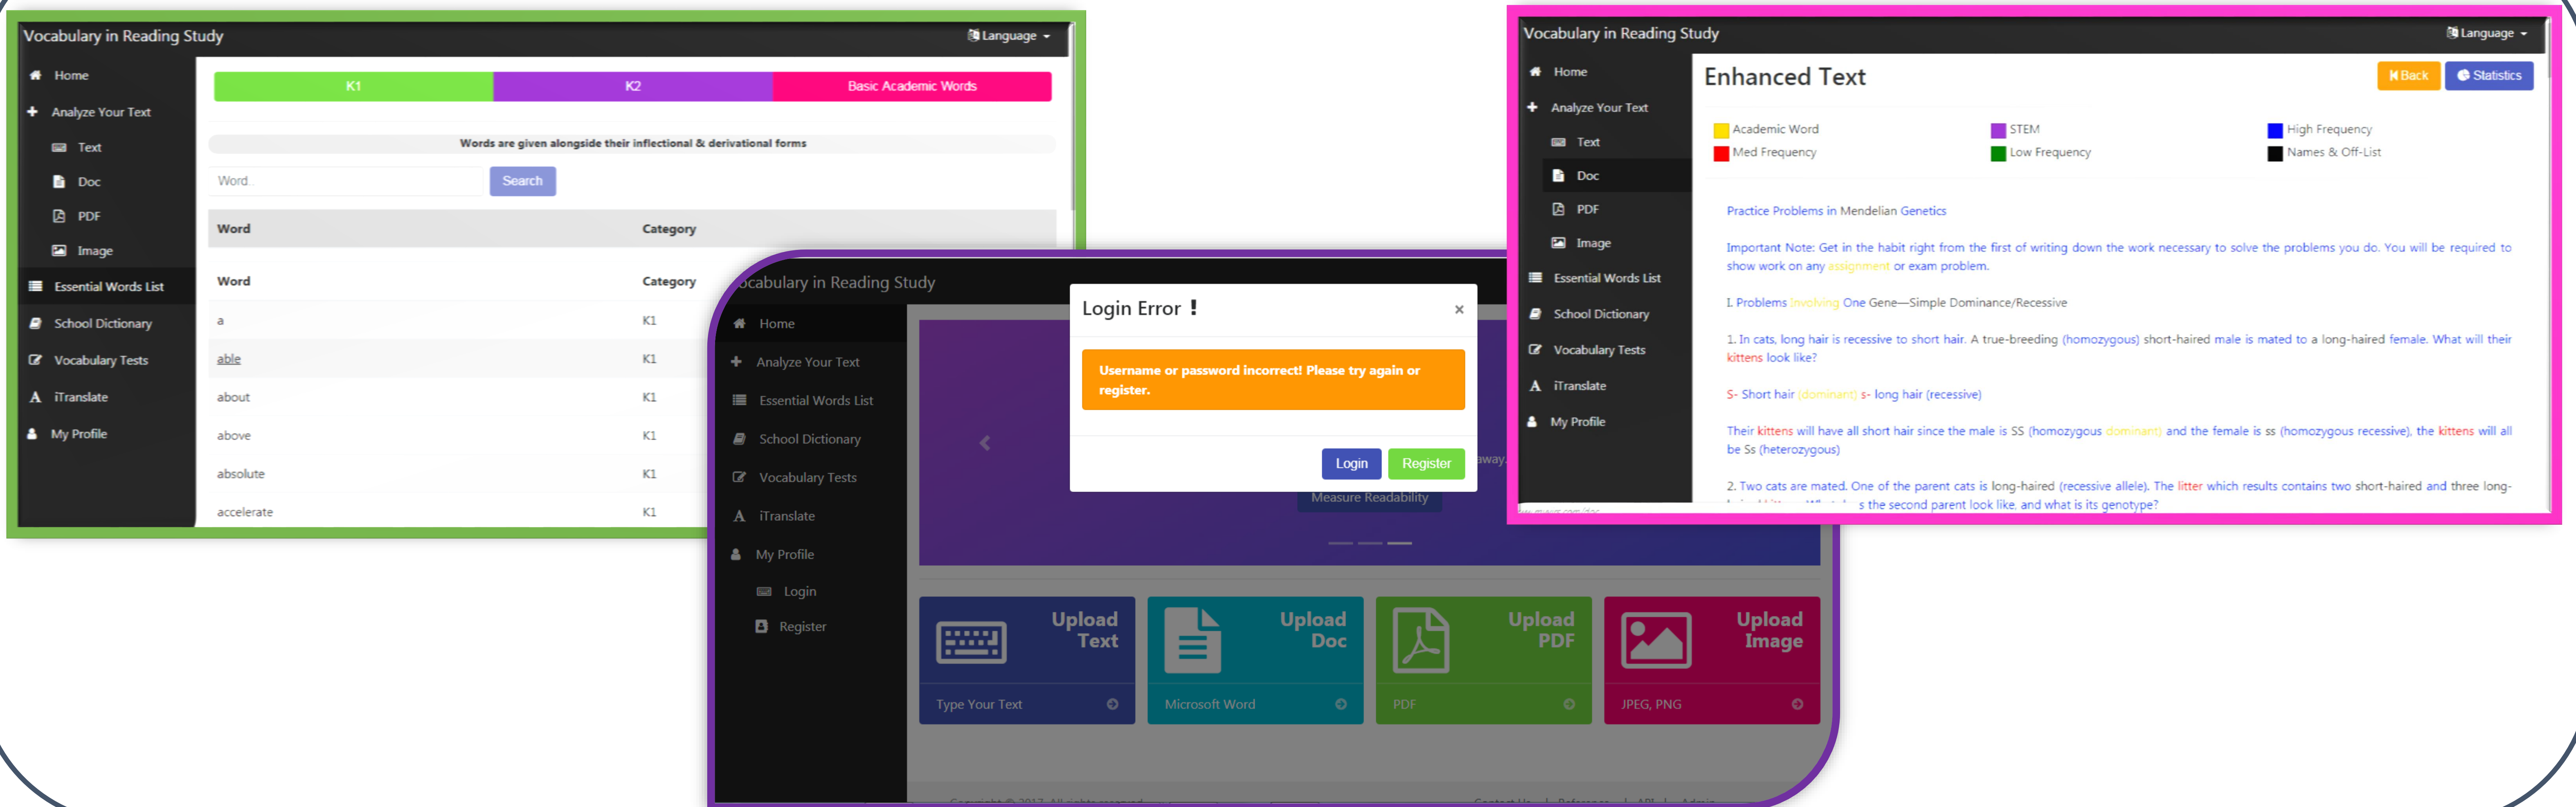 Vocabulary in Reading Study
Language
Home
Analyze Your Text
Text
Doc
PDF
Image
Essential Words List
School Dictionary
Vocabulary Tests
iTranslate
My Profile
K1 K2 Basic Academic Words
Words are given alongside their inflectional & derivational forms
Word..
Search
Word Category
Word Category
a K1
able K1
about K1
above K1
absolute K1
accelerate K1
ocabulary in Reading Study
Home
Analyze Your Text
Essential Words List
School Dictionary
Vocabulary Tests
iTranslate
My Profile
Login
Register
Login Error !
×
Username or password incorrect! Please try again or
register.
Login Register
away.
Measure Readability
Upload
Text
Type Your Text
Upload
Doc
Microsoft Word
Upload
PDF
PDF
Upload
Image
JPEG, PNG
Copyright © 2017. All rights reserved
Contact Us | Reference | API | Admin
Vocabulary in Reading Study
Language
Home
Analyze Your Text
Text
Doc
PDF
Image
Essential Words List
School Dictionary
Vocabulary Tests
iTranslate
My Profile
Enhanced Text
Back Statistics
Academic Word STEM High Frequency
Med Frequency Low Frequency Names & Off-List
Practice Problems in Mendelian Genetics
Important Note: Get in the habit right from the first of writing down the work necessary to solve the problems you do. You will be required to
show work on any assignment or exam problem.
I. Problems Involving One Gene—Simple Dominance/Recessive
1. In cats, long hair is recessive to short hair. A true-breeding (homozygous) short-haired male is mated to a long-haired female. What will their
kittens look like?
S- Short hair (dominant) s- long hair (recessive)
Their kittens will have all short hair since the male is SS (homozygous dominant) and the female is ss (homozygous recessive), the kittens will all
be Ss (heterozygous)
2. Two cats are mated. One of the parent cats is long-haired (recessive allele). The litter which results contains two short-haired and three long-
s the second parent look like, and what is its genotype?